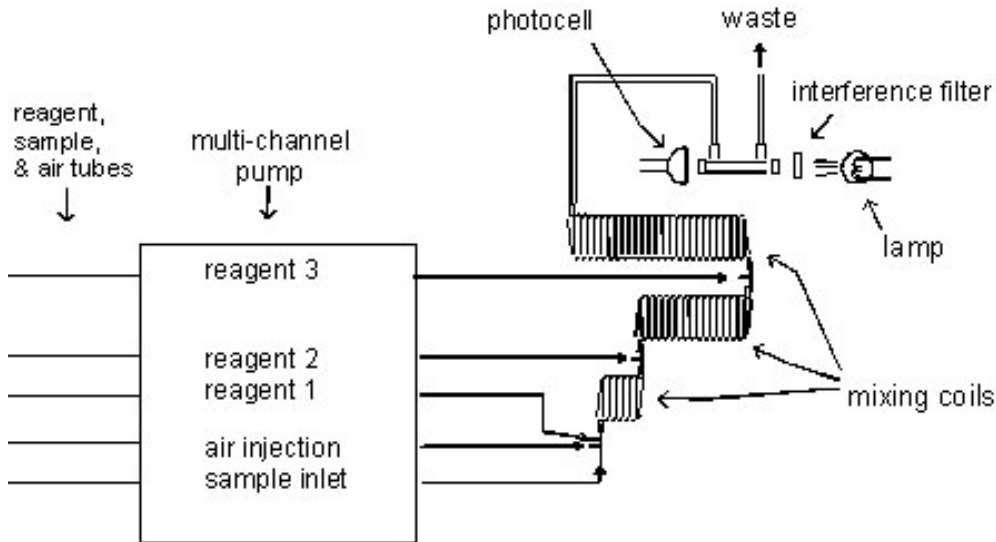 photocell
waste
interference filter
reagent,
sample,
& air tubes
multi-channel
pump
lamp
reagent 3
reagent 2
reagent 1
mixing coils
air injection
sample inlet